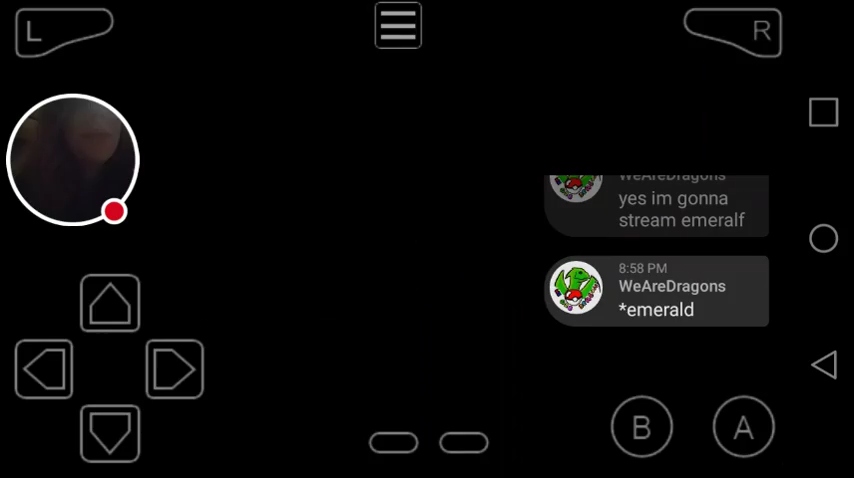 L
R
WeAreDragons
yes im gonna
stream emeralf
8:58 PM
WeAreDragons
*emerald
B
A